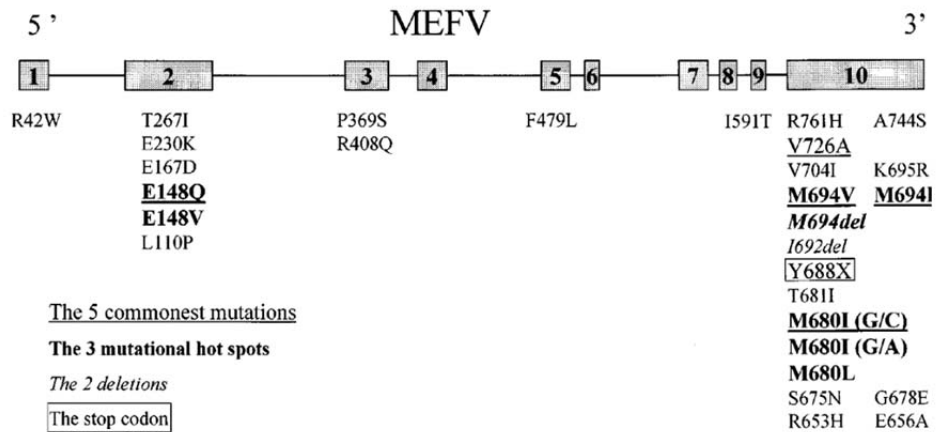 5 ’ MEFV 3’
1 2 3 4 5 6 7 8 9 10
R42W T267I P369S F479L I591T R761H A744S
E230K R408Q V726A
E167D V704I K695R
E148Q M694V M694I
E148V M694del
L110P I692del
Y688X
T681I
The 5 commonest mutations M680I (G/C)
The 3 mutational hot spots M680I (G/A)
M680L
The 2 deletions S675N G678E
The stop codon R653H E656A